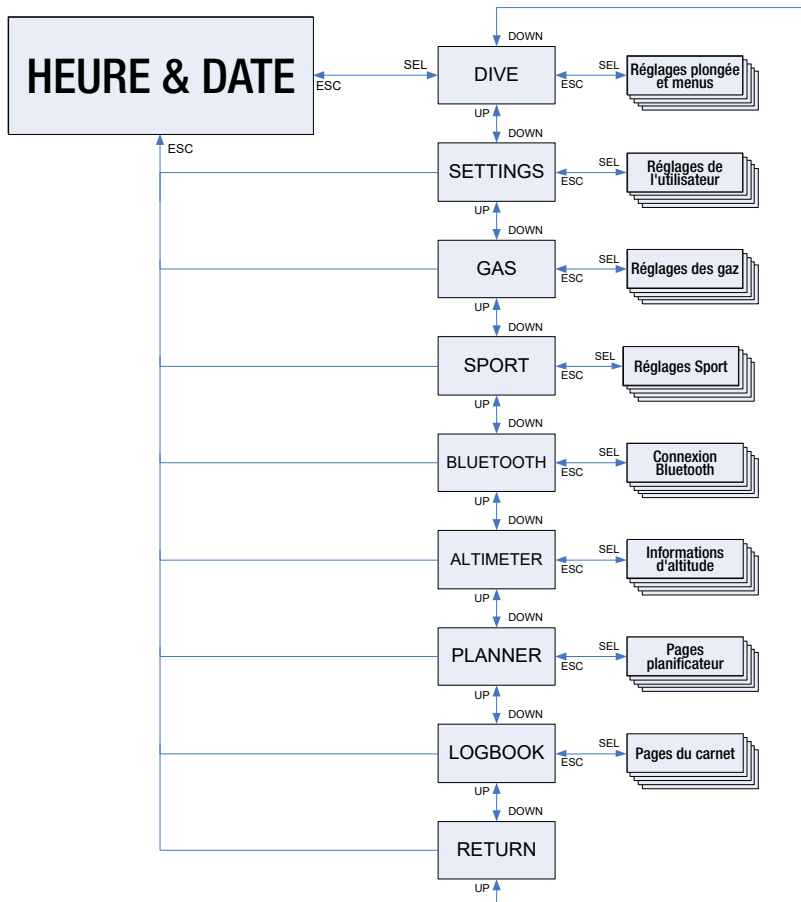 DOWN
HEURE & DATE
SEL
ESC
DIVE
SEL
ESC
Réglages plongée
et menus
UP
DOWN
ESC
SETTINGS
SEL
ESC
Réglages de
l'utilisateur
UP
DOWN
GAS
SEL
ESC
Réglages des gaz
UP
DOWN
SPORT
SEL
ESC
Réglages Sport
UP
DOWN
BLUETOOTH
SEL
ESC
Connexion
Bluetooth
UP
DOWN
ALTIMETER
SEL
ESC
Informations
d'altitude
UP
DOWN
PLANNER
SEL
ESC
Pages
planificateur
UP
DOWN
LOGBOOK
SEL
ESC
Pages du carnet
UP
DOWN
RETURN
UP